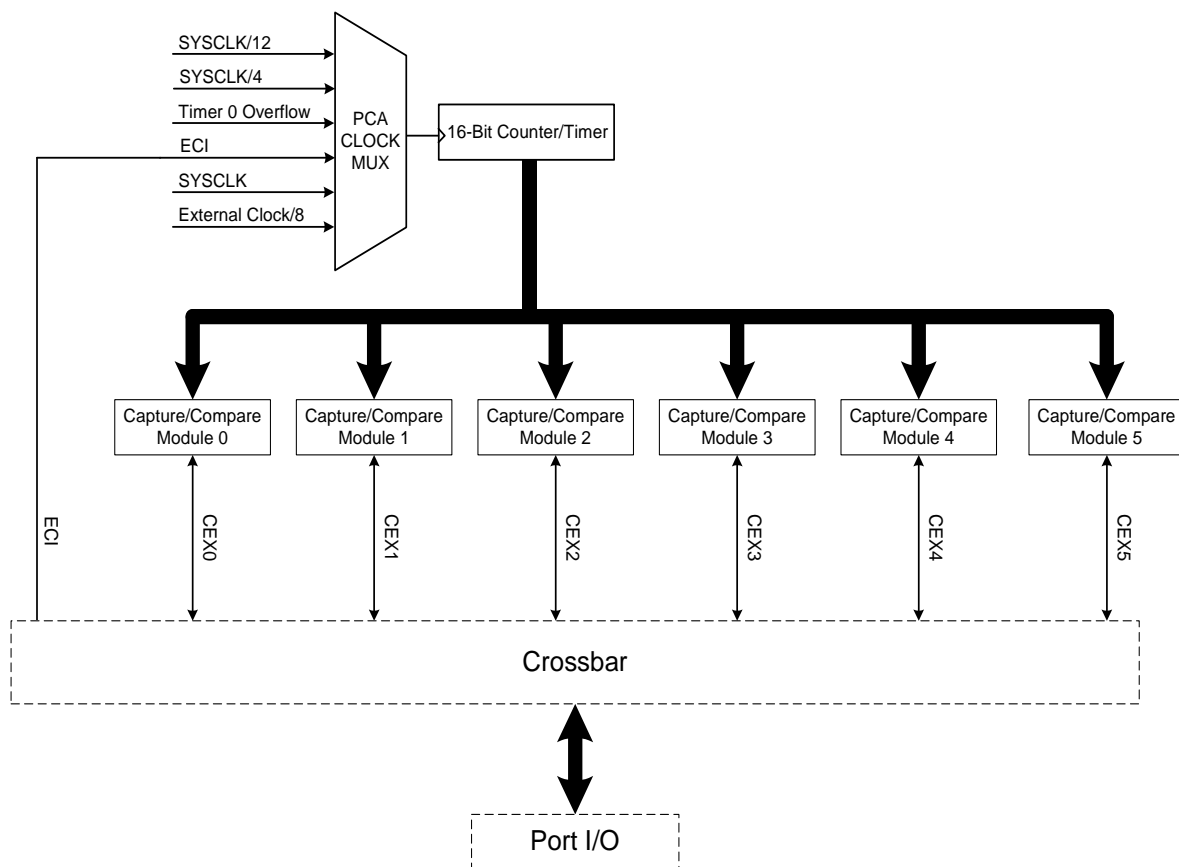 SYSCLK/12
SYSCLK/4
Timer 0 Overflow
ECI
SYSCLK
External Clock/8
PCA
CLOCK
MUX
16-Bit Counter/Timer
Capture/Compare
Module 0
Capture/Compare
Module 1
Capture/Compare
Module 2
Capture/Compare
Module 3
Capture/Compare
Module 4
Capture/Compare
Module 5
ECI
CEX0
CEX1
CEX2
CEX3
CEX4
CEX5
Crossbar
Port I/O